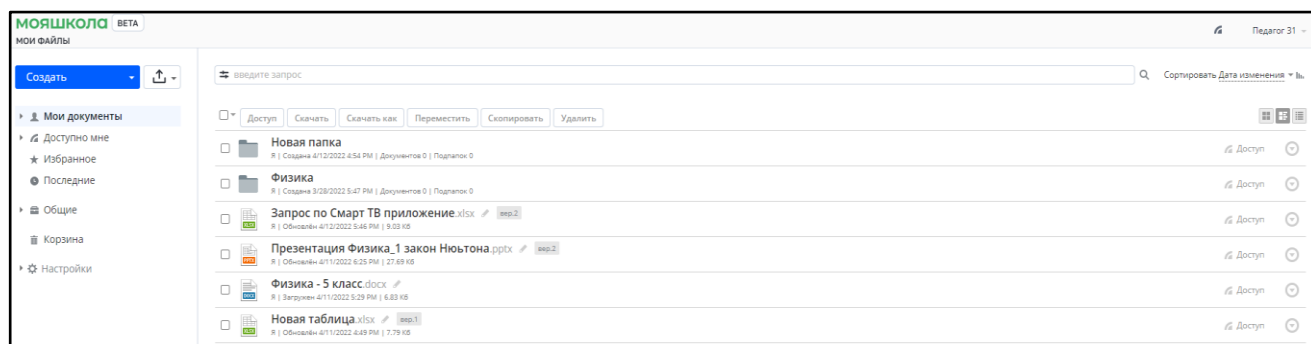 МОЯШКОЛА BETA
МОИ ФАЙЛЫ
Педагог 31
Создать
введите запрос
Сортировать Дата изменения
Мои документы
Доступно мне
Избранное
Последние
Общие
Корзина
Настройки
Доступ Скачать Скачать как Переместить Скопировать Удалить
Новая папка
Я | Создана 4/12/2022 4:54 PM | Документов 0 | Подпапок 0
Доступ
Физика
Я | Создана 3/28/2022 5:47 PM | Документов 0 | Подпапок 0
Доступ
Запрос по Смарт ТВ приложение.xlsx вер.2
Я | Обновлён 4/12/2022 5:46 PM | 9.03 Кб
Доступ
Презентация Физика_1 закон Нюьтона.pptx вер.2
Я | Обновлён 4/11/2022 6:25 PM | 27.69 Кб
Доступ
Физика - 5 класс.docx
Я | Загружен 4/11/2022 5:29 PM | 6.83 Кб
Доступ
Новая таблица.xlsx вер.1
Я | Обновлён 4/11/2022 4:49 PM | 7.79 Кб
Доступ